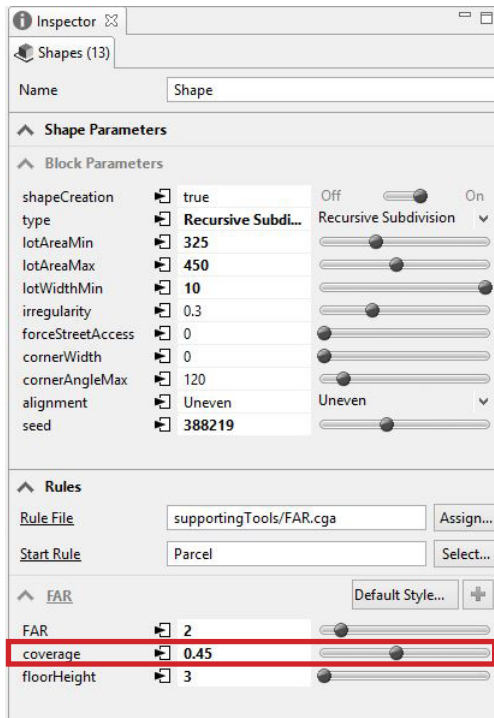 Inspector
Shapes (13)
Name Shape
Shape Parameters
Block Parameters
shapeCreation true Off On
type Recursive Subdi... Recursive Subdivision
lotAreaMin 325
lotAreaMax 450
lotWidthMin 10
irregularity 0.3
forceStreetAccess 0
cornerWidth 0
cornerAngleMax 120
alignment Uneven Uneven
seed 388219
Rules
Rule File supportingTools/FAR.cga Assign...
Start Rule Parcel Select...
FAR Default Style... +
FAR 2
coverage 0.45
floorHeight 3